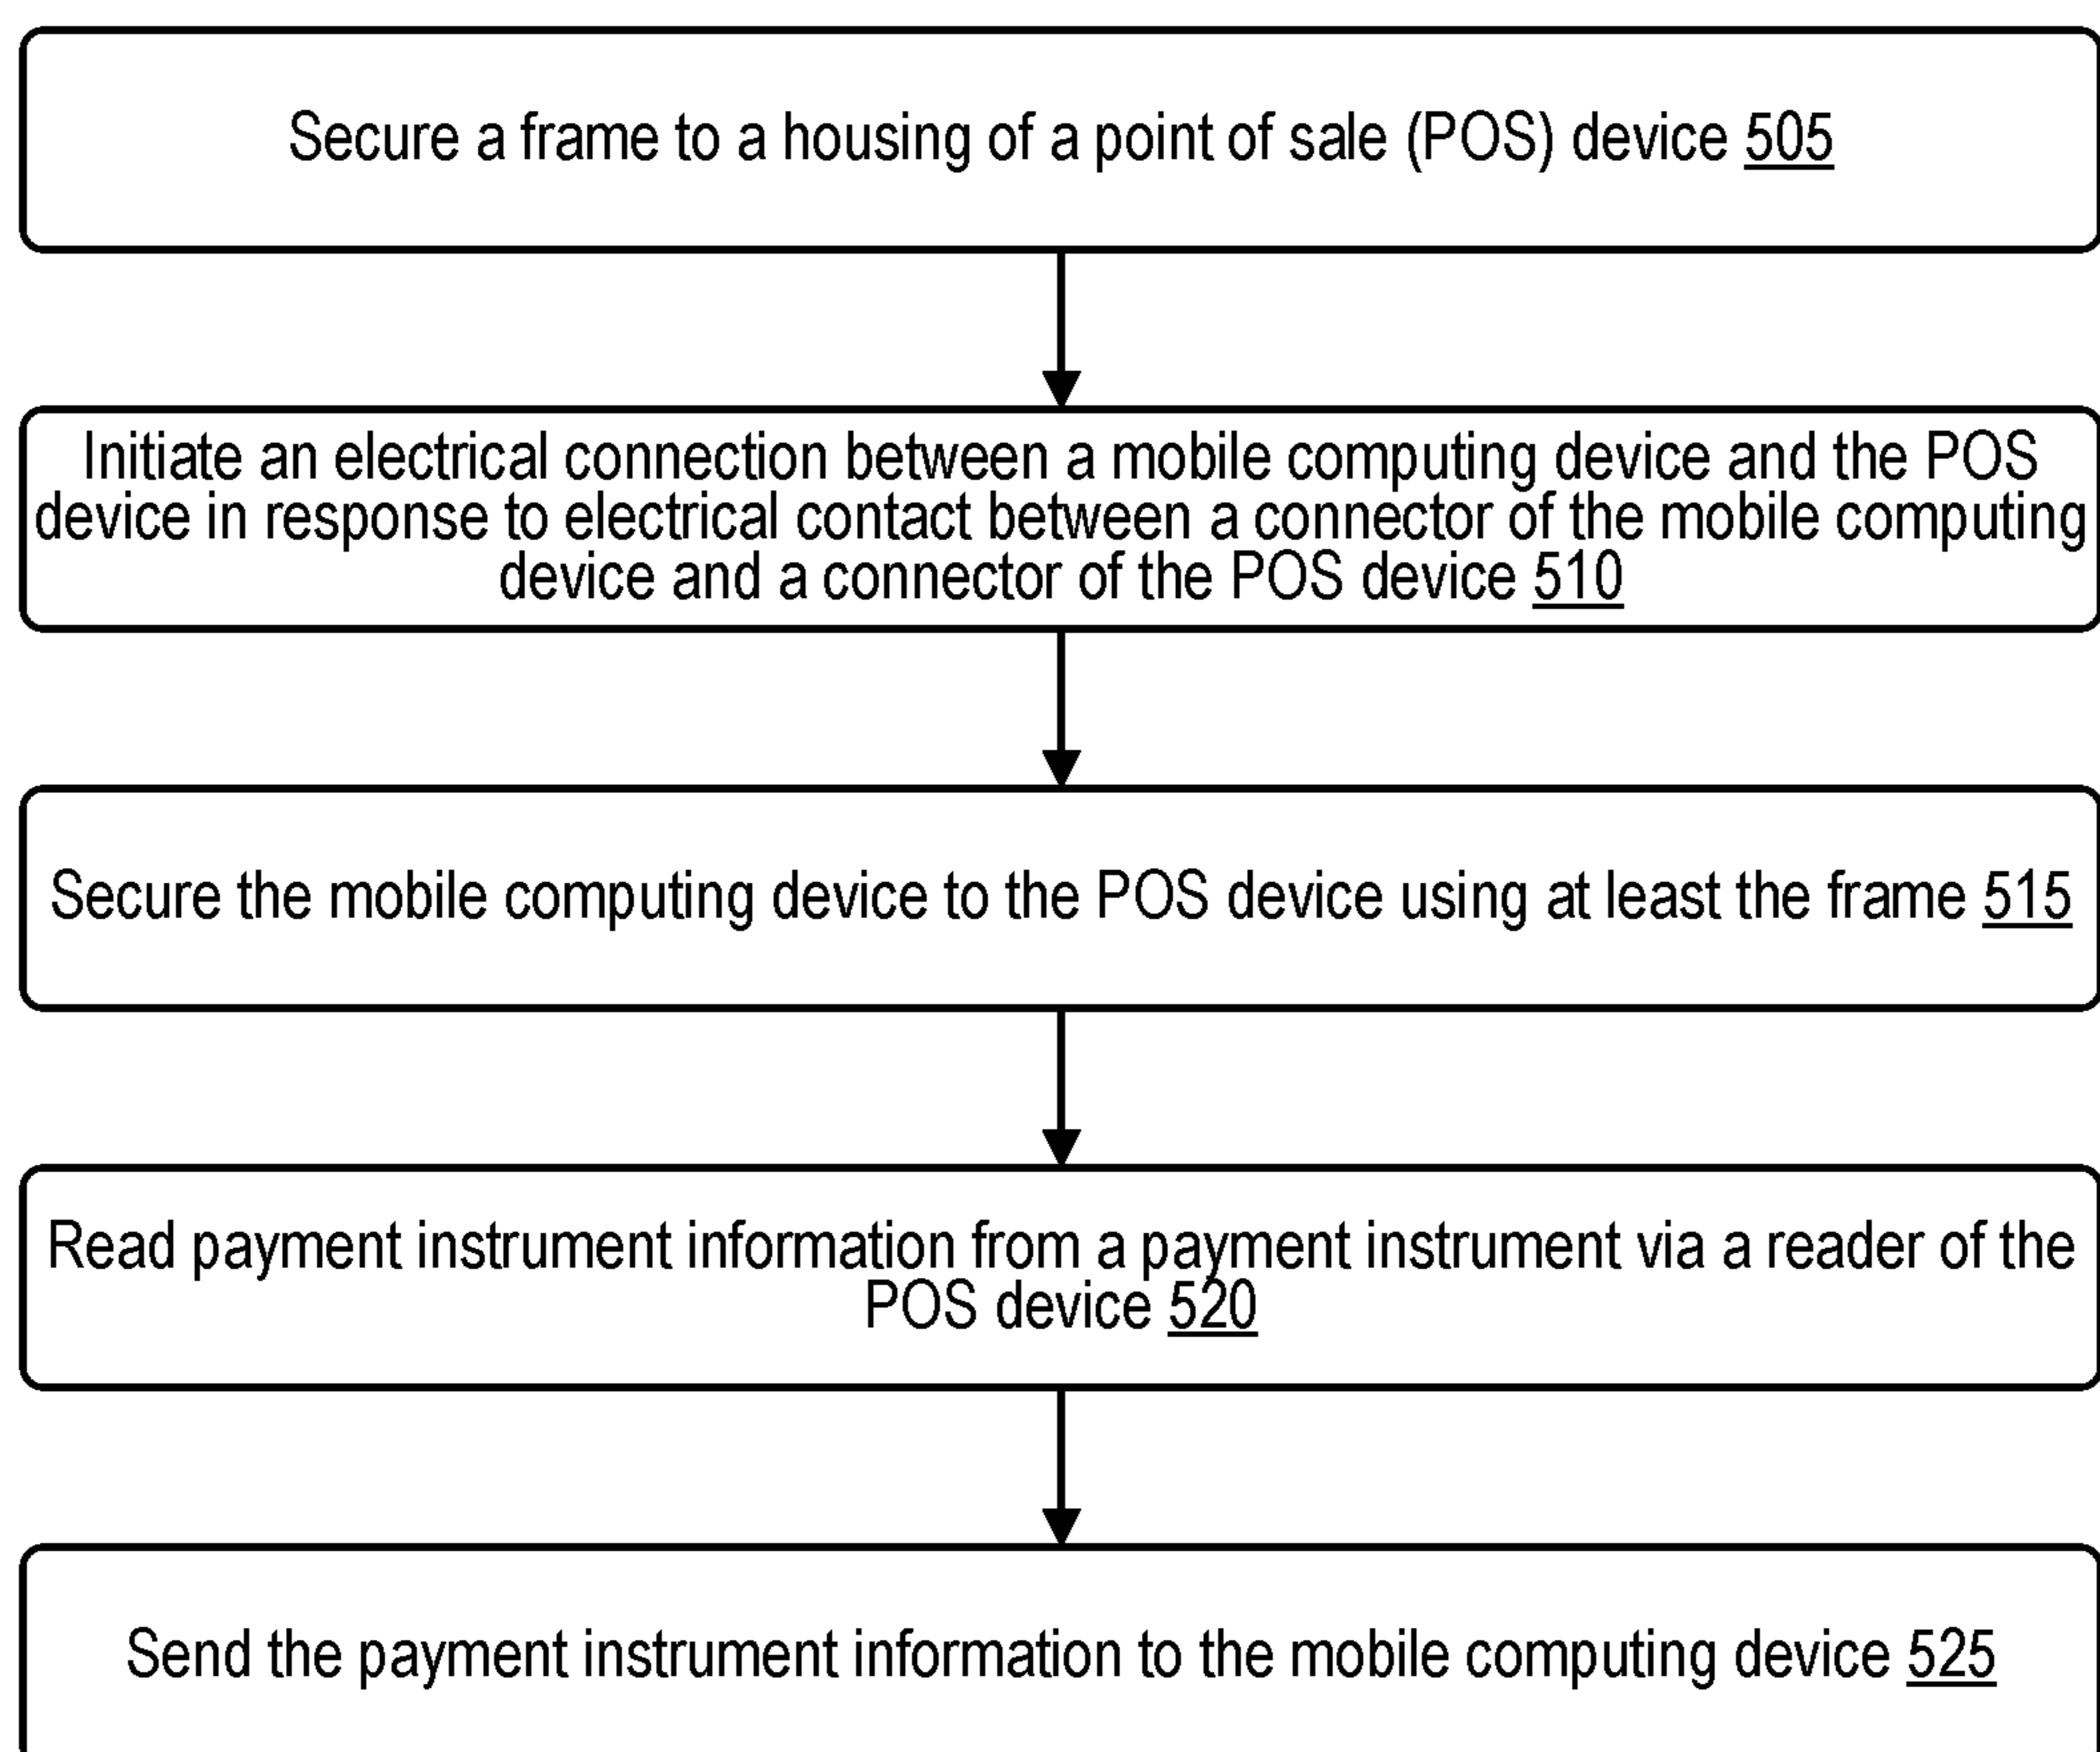 Secure a frame to a housing of a point of sale (POS) device 505
Initiate an electrical connection between a mobile computing device and the POS
device in response to electrical contact between a connector of the mobile computing
device and a connector of the POS device 510
Secure the mobile computing device to the POS device using at least the frame 515
Read payment instrument information from a payment instrument via a reader of the
POS device 520
Send the payment instrument information to the mobile computing device 525